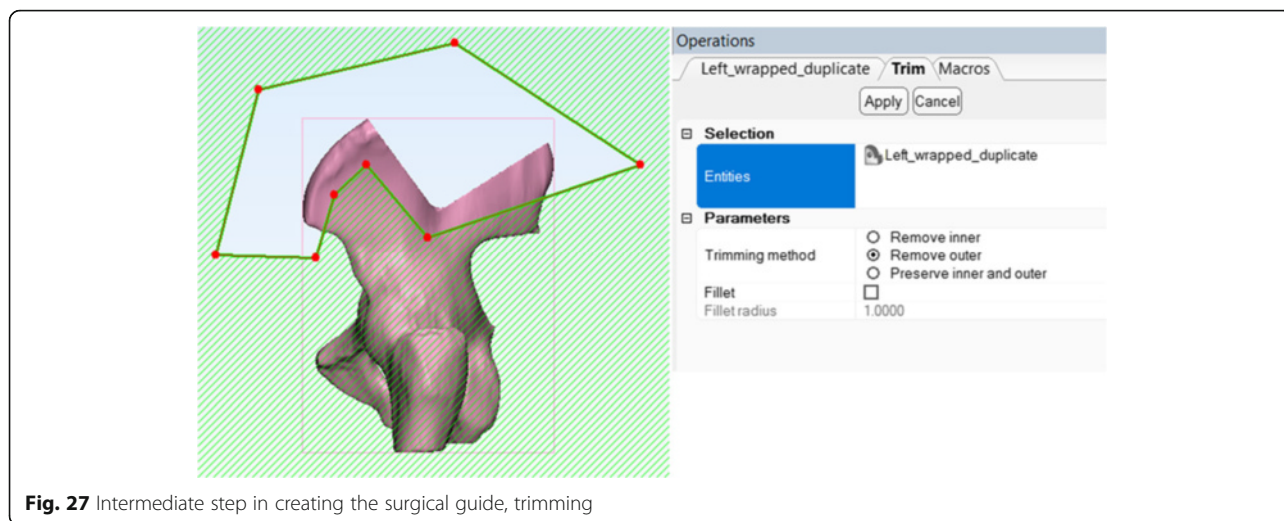 Operations
Left_wrapped_duplicate Trim Macros
Apply Cancel
Selection
Entities Left_wrapped_duplicate
Parameters
Trimming method Remove inner
Remove outer
Preserve inner and outer
Fillet
Fillet radius 1.0000
Fig. 27 Intermediate step in creating the surgical guide, trimming